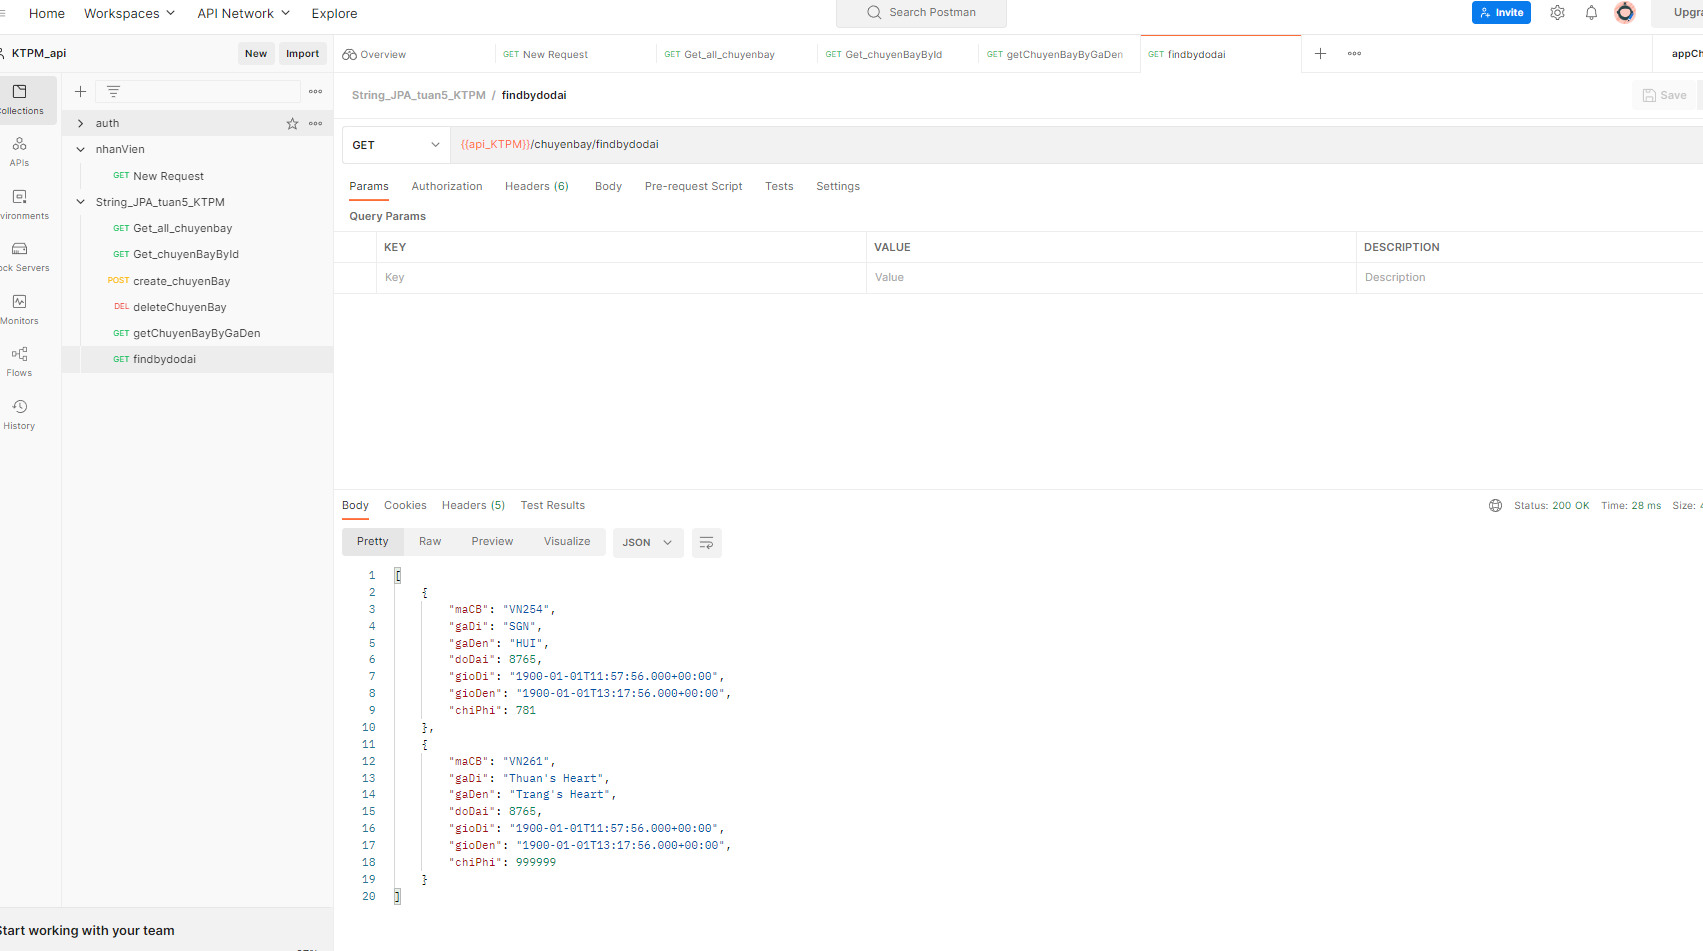 Home Workspaces API Network Explore Search Postman Invite
KTPM_api New Import Overview GET New Request GET Get_all_chuyenbay GET Get_chuyenBayById GET getChuyenBayByGaDen GET findbydodai
String_JPA_tuan5_KTPM / findbydodai Save
auth
nhanVien
GET New Request
String_JPA_tuan5_KTPM
GET Get_all_chuyenbay
GET Get_chuyenBayById
POST create_chuyenBay
DEL deleteChuyenBay
GET getChuyenBayByGaDen
GET findbydodai
APIs
Monitors
Flows
History
GET {{api_KTPM}}/chuyenbay/findbydodai
Params Authorization Headers (6) Body Pre-request Script Tests Settings
Query Params
KEY VALUE DESCRIPTION
Key Value Description
Body Cookies Headers (5) Test Results Status: 200 OK Time: 28 ms Size:
Pretty Raw Preview Visualize JSON
1 [
2 {
3 "maCB": "VN254",
4 "gaDi": "SGN",
5 "gaDen": "HUI",
6 "doDai": 8765,
7 "gioDi": "1900-01-01T11:57:56.000+00:00",
8 "gioDen": "1900-01-01T13:17:56.000+00:00",
9 "chiPhi": 781
10 },
11 {
12 "maCB": "VN261",
13 "gaDi": "Thuan's Heart",
14 "gaDen": "Trang's Heart",
15 "doDai": 8765,
16 "gioDi": "1900-01-01T11:57:56.000+00:00",
17 "gioDen": "1900-01-01T13:17:56.000+00:00",
18 "chiPhi": 999999
19 }
20 ]
Start working with your team